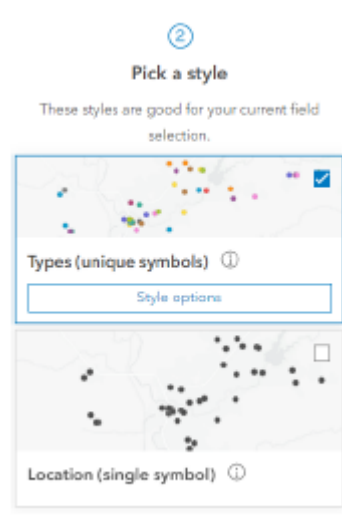 2
Pick a style
These styles are good for your current field
selection.
Types (unique symbols)
Style options
Location (single symbol)